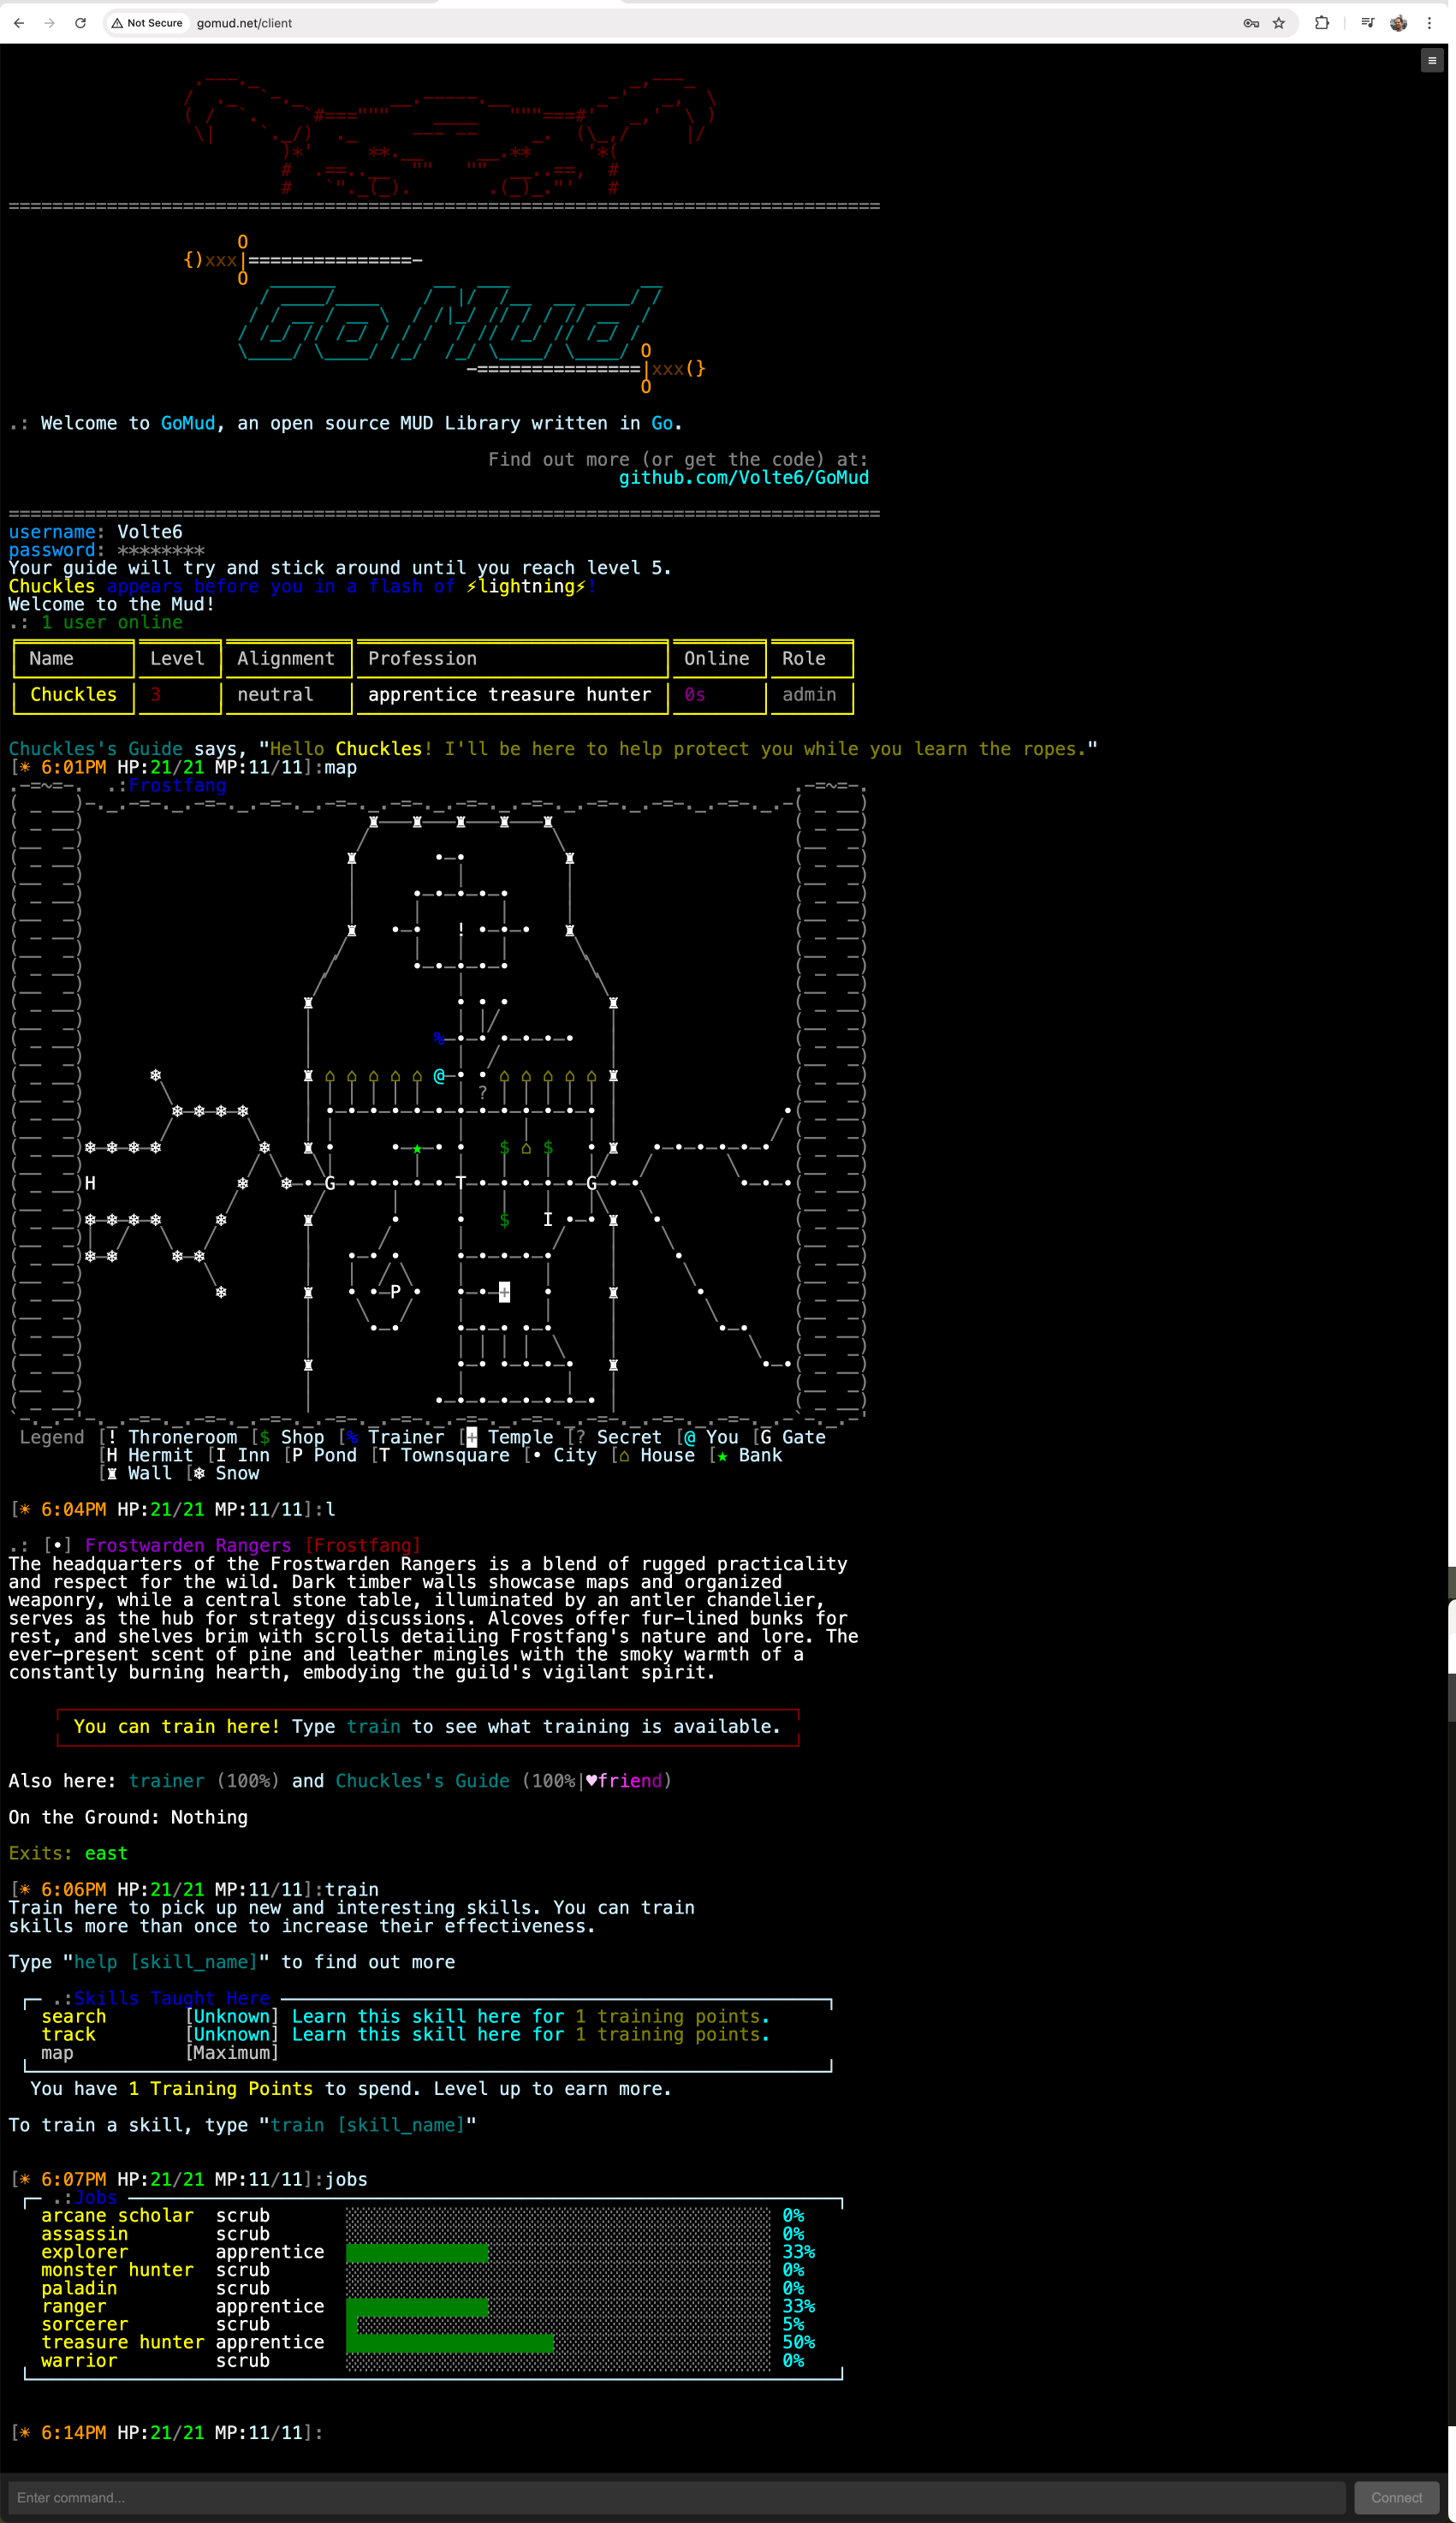 Not Secure gomud.net/client
GoMud
.: Welcome to GoMud, an open source MUD Library written in Go.
Find out more (or get the code) at:
github.com/Volte6/GoMud
username: Volte6
password: ********
Your guide will try and stick around until you reach level 5.
Chuckles appears before you in a flash of ⚡lightning⚡!
Welcome to the Mud!
.: 1 user online
Name Level Alignment Profession Online Role
Chuckles 3 neutral apprentice treasure hunter 0s admin
Chuckles's Guide says, "Hello Chuckles! I'll be here to help protect you while you learn the ropes."
[☀ 6:01PM HP:21/21 MP:11/11]:map
.:Frostfang
!
%
@
?
★
$ ⌂ $
H G T G
$ I
P
+
Legend [! Throneroom [$ Shop [% Trainer [+ Temple [? Secret [@ You [G Gate
[H Hermit [I Inn [P Pond [T Townsquare [• City [⌂ House [★ Bank
[♜ Wall [❄ Snow
[☀ 6:04PM HP:21/21 MP:11/11]:l
.: [•] Frostwarden Rangers [Frostfang]
The headquarters of the Frostwarden Rangers is a blend of rugged practicality
and respect for the wild. Dark timber walls showcase maps and organized
weaponry, while a central stone table, illuminated by an antler chandelier,
serves as the hub for strategy discussions. Alcoves offer fur-lined bunks for
rest, and shelves brim with scrolls detailing Frostfang's nature and lore. The
ever-present scent of pine and leather mingles with the smoky warmth of a
constantly burning hearth, embodying the guild's vigilant spirit.
You can train here! Type train to see what training is available.
Also here: trainer (100%) and Chuckles's Guide (100%|♥friend)
On the Ground: Nothing
Exits: east
[☀ 6:06PM HP:21/21 MP:11/11]:train
Train here to pick up new and interesting skills. You can train
skills more than once to increase their effectiveness.
Type "help [skill_name]" to find out more
.:Skills Taught Here
search [Unknown] Learn this skill here for 1 training points.
track [Unknown] Learn this skill here for 1 training points.
map [Maximum]
You have 1 Training Points to spend. Level up to earn more.
To train a skill, type "train [skill_name]"
[☀ 6:07PM HP:21/21 MP:11/11]:jobs
.:Jobs
arcane scholar scrub 0%
assassin scrub 0%
explorer apprentice 33%
monster hunter scrub 0%
paladin scrub 0%
ranger apprentice 33%
sorcerer scrub 5%
treasure hunter apprentice 50%
warrior scrub 0%
[☀ 6:14PM HP:21/21 MP:11/11]:
Enter command... Connect